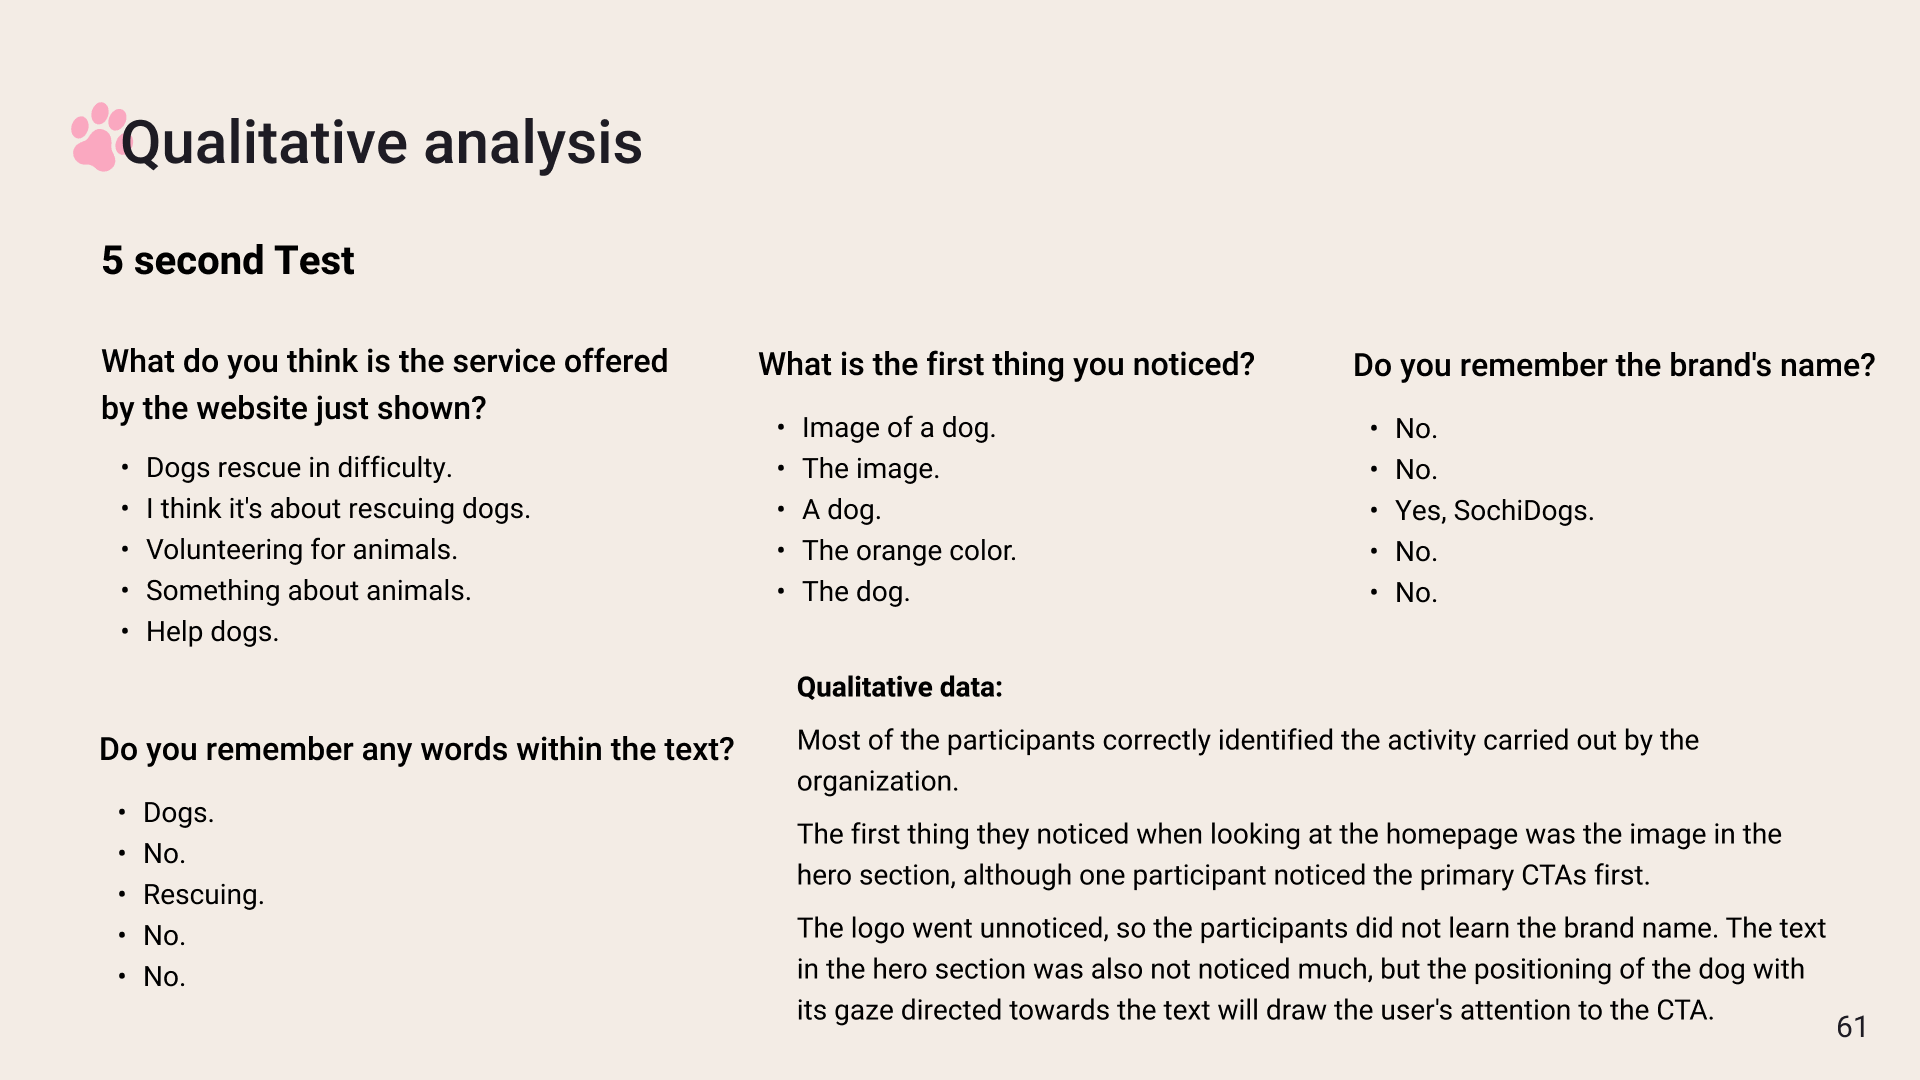 Qualitative analysis
5 second Test
What do you think is the service offered
by the website just shown?
• Dogs rescue in difficulty.
• I think it's about rescuing dogs.
• Volunteering for animals.
• Something about animals.
• Help dogs.
What is the first thing you noticed?
• Image of a dog.
• The image.
• A dog.
• The orange color.
• The dog.
Do you remember the brand's name?
• No.
• No.
• Yes, SochiDogs.
• No.
• No.
Do you remember any words within the text?
• Dogs.
• No.
• Rescuing.
• No.
• No.
Qualitative data:
Most of the participants correctly identified the activity carried out by the
organization.
The first thing they noticed when looking at the homepage was the image in the
hero section, although one participant noticed the primary CTAs first.
The logo went unnoticed, so the participants did not learn the brand name. The text
in the hero section was also not noticed much, but the positioning of the dog with
its gaze directed towards the text will draw the user's attention to the CTA.
61